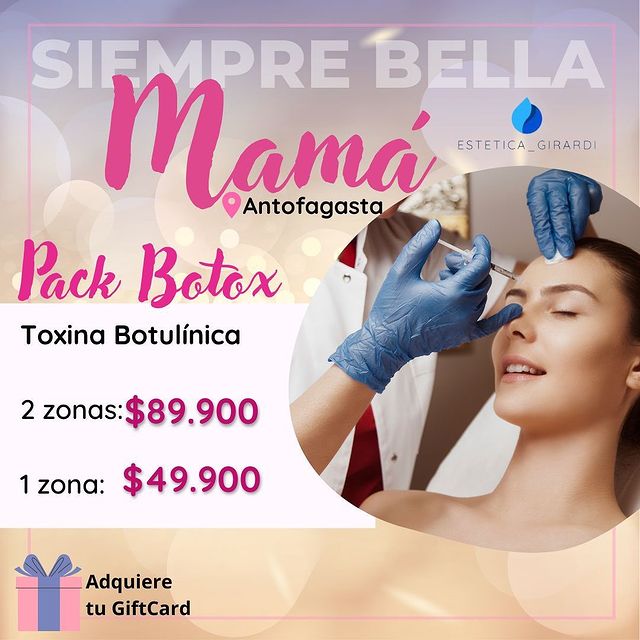 SIEMPRE BELLA
Mamá
ESTETICA_GIRARDI
Antofagasta
Pack Botox
Toxina Botulínica
2 zonas: $89.900
1 zona: $49.900
Adquiere
tu GiftCard